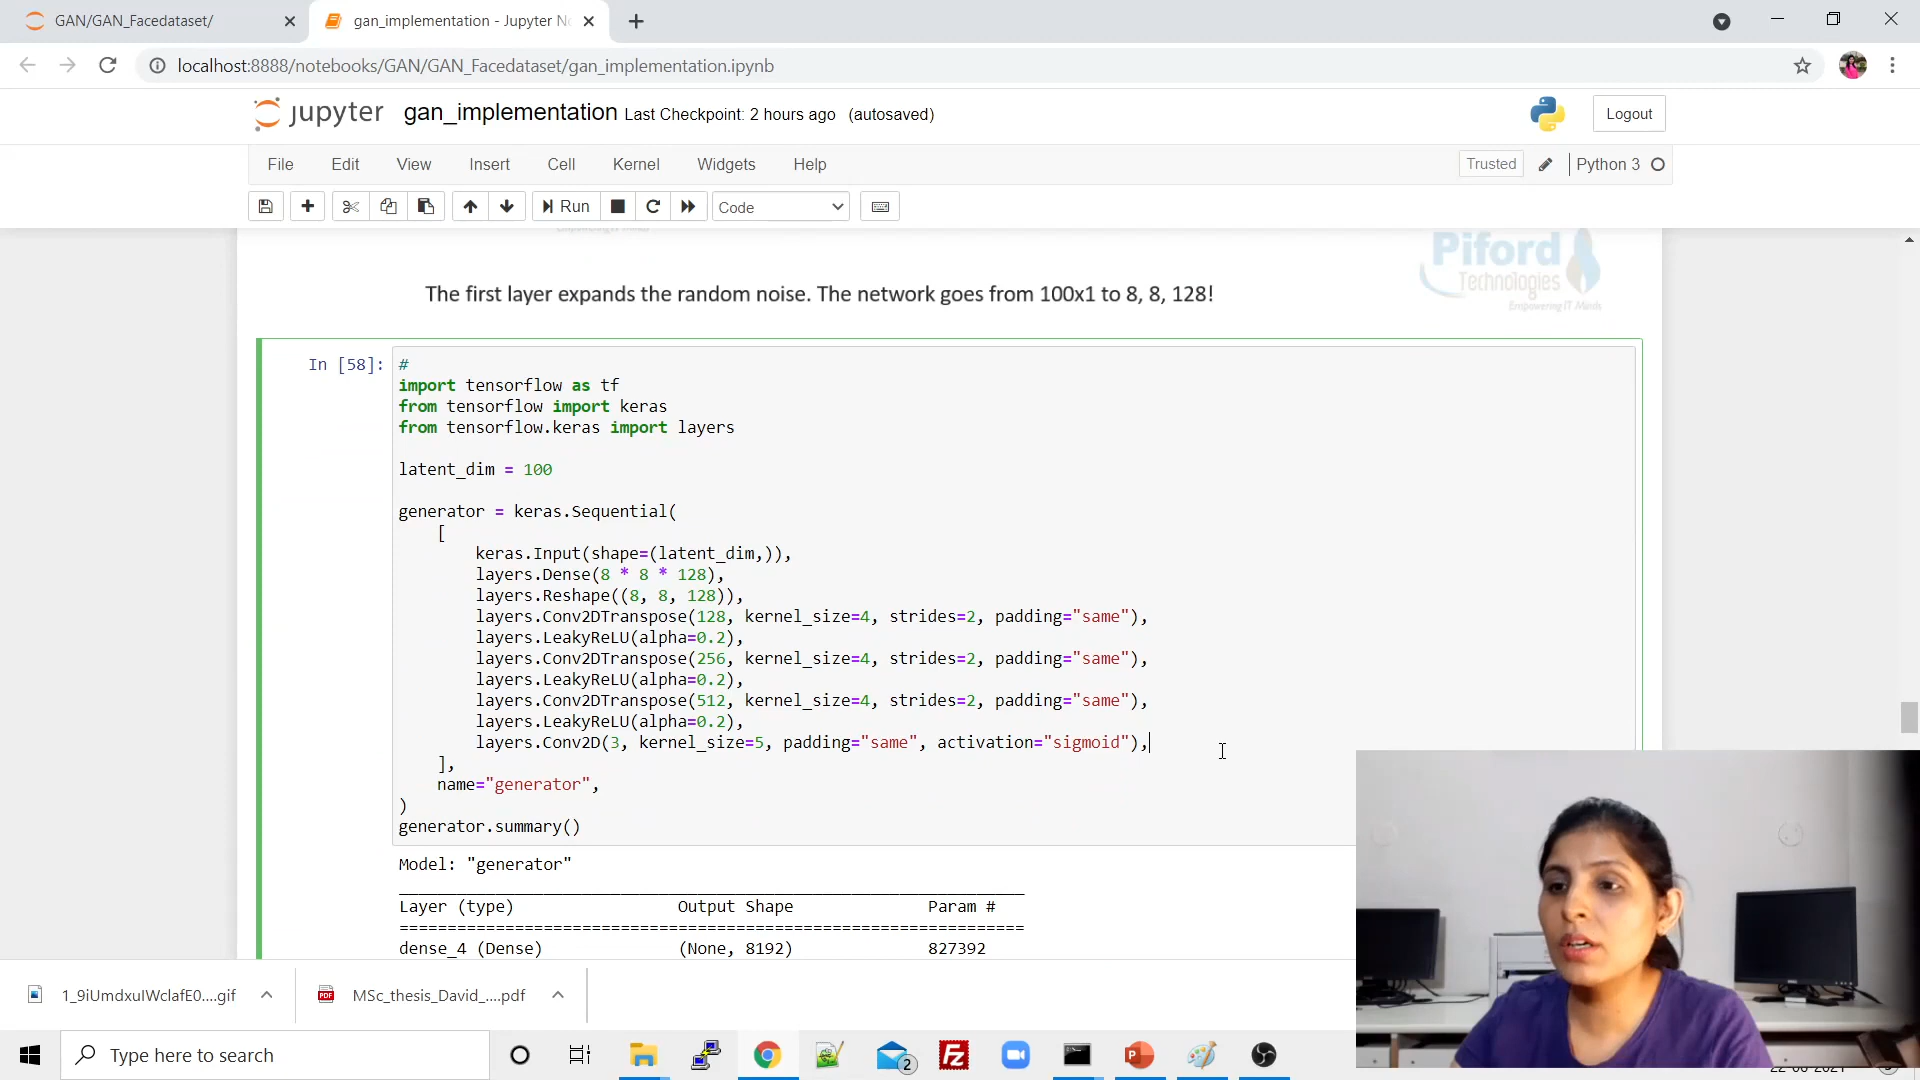 GAN/GAN_Facedataset/
gan_implementation - Jupyter No
localhost:8888/notebooks/GAN/GAN_Facedataset/gan_implementation.ipynb
jupyter gan_implementation Last Checkpoint: 2 hours ago (autosaved)
Logout
File Edit View Insert Cell Kernel Widgets Help
Trusted Python 3
Run Code
Piford
Technologies
Empowering IT Minds
The first layer expands the random noise. The network goes from 100x1 to 8, 8, 128!
In [58]: #
import tensorflow as tf
from tensorflow import keras
from tensorflow.keras import layers
latent_dim = 100
generator = keras.Sequential(
[
keras.Input(shape=(latent_dim,)),
layers.Dense(8 * 8 * 128),
layers.Reshape((8, 8, 128)),
layers.Conv2DTranspose(128, kernel_size=4, strides=2, padding="same"),
layers.LeakyReLU(alpha=0.2),
layers.Conv2DTranspose(256, kernel_size=4, strides=2, padding="same"),
layers.LeakyReLU(alpha=0.2),
layers.Conv2DTranspose(512, kernel_size=4, strides=2, padding="same"),
layers.LeakyReLU(alpha=0.2),
layers.Conv2D(3, kernel_size=5, padding="same", activation="sigmoid"),
],
name="generator",
)
generator.summary()
Model: "generator"
Layer (type) Output Shape Param #
=================================================================
dense_4 (Dense) (None, 8192) 827392
1_9iUmdxuIWclafE0....gif
PDF
MSc_thesis_David_....pdf
Type here to search
2